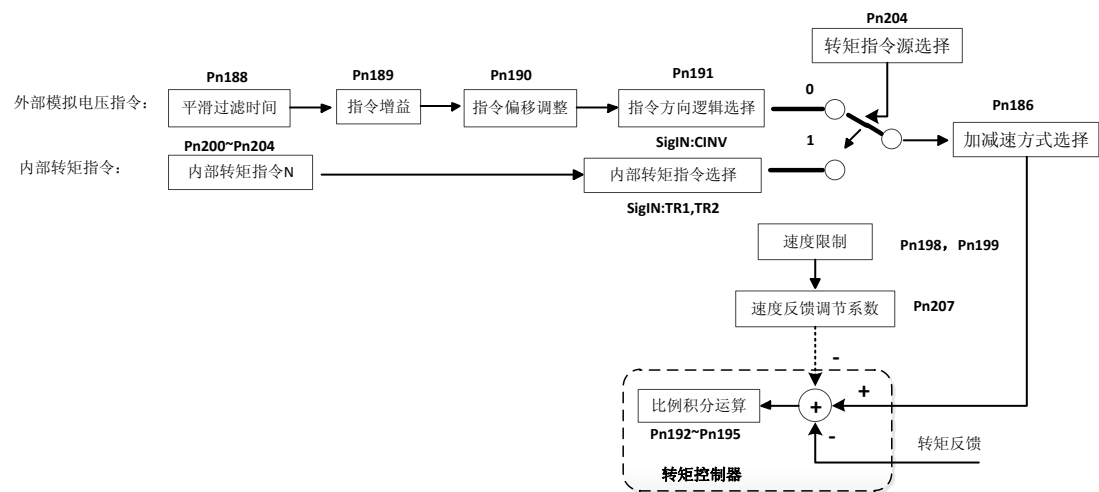 Pn204
转矩指令源选择
Pn188
Pn189
Pn190
Pn191
0
Pn186
外部模拟电压指令:
平滑过滤时间
指令增益
指令偏移调整
指令方向逻辑选择
加减速方式选择
SigIN:CINV
1
Pn200~Pn204
内部转矩指令:
内部转矩指令N
内部转矩指令选择
SigIN:TR1,TR2
速度限制
Pn198，Pn199
速度反馈调节系数
Pn207
-
+
比例积分运算
+
Pn192~Pn195
-
转矩反馈
转矩控制器